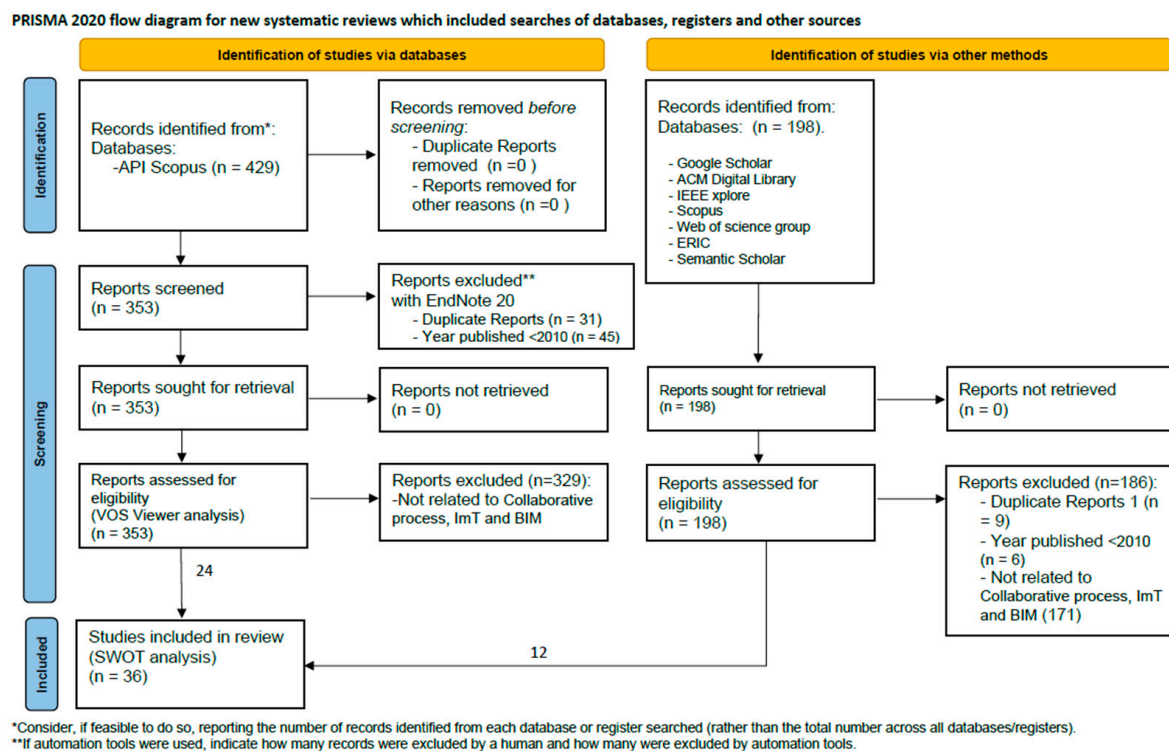 PRISMA 2020 flow diagram for new systematic reviews which included searches of databases, registers and other sources
Identification of studies via databases
Identification of studies via other methods
Identification
Records identified from*:
Databases:
-API Scopus (n = 429)
Records removed before
screening:
- Duplicate Reports
removed (n =0 )
- Reports removed for
other reasons (n =0 )
Records identified from:
Databases: (n = 198).
- Google Scholar
- ACM Digital Library
- IEEE xplore
- Scopus
- Web of science group
- ERIC
- Semantic Scholar
Screening
Reports screened
(n = 353)
Reports excluded**
with EndNote 20
- Duplicate Reports (n = 31)
- Year published <2010 (n = 45)
Reports sought for retrieval
(n = 353)
Reports not retrieved
(n = 0)
Reports sought for retrieval
(n = 198)
Reports not retrieved
(n = 0)
Reports assessed for
eligibility
(VOS Viewer analysis)
(n = 353)
Reports excluded (n=329):
-Not related to Collaborative
process, ImT and BIM
Reports assessed for
eligibility
(n = 198)
Reports excluded (n=186):
- Duplicate Reports 1 (n
= 9)
- Year published <2010
(n = 6)
- Not related to
Collaborative process, ImT
and BIM (171)
24
12
Included
Studies included in review
(SWOT analysis)
(n = 36)
*Consider, if feasible to do so, reporting the number of records identified from each database or register searched (rather than the total number across all databases/registers).
**If automation tools were used, indicate how many records were excluded by a human and how many were excluded by automation tools.